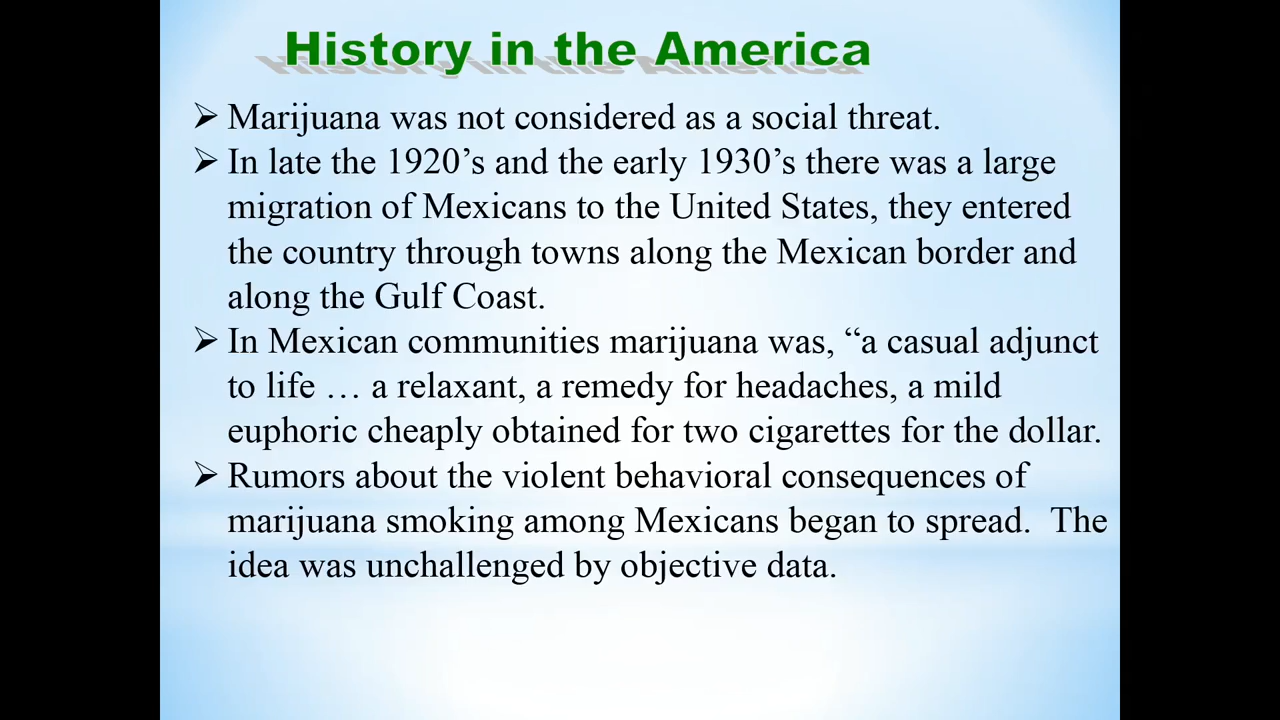 History in the America
➢ Marijuana was not considered as a social threat.
➢ In late the 1920’s and the early 1930’s there was a large
migration of Mexicans to the United States, they entered
the country through towns along the Mexican border and
along the Gulf Coast.
➢ In Mexican communities marijuana was, “a casual adjunct
to life … a relaxant, a remedy for headaches, a mild
euphoric cheaply obtained for two cigarettes for the dollar.
➢ Rumors about the violent behavioral consequences of
marijuana smoking among Mexicans began to spread.  The
idea was unchallenged by objective data.